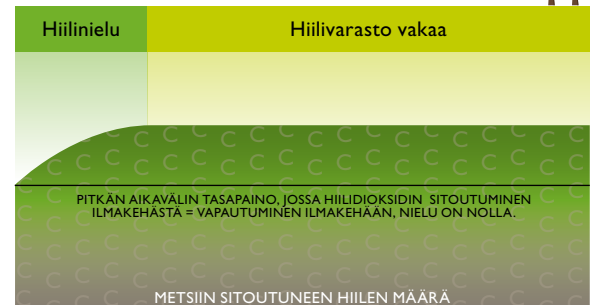 Hiilinielu
Hiilivarasto vakaa
PITKÄN AIKAVÄLIN TASAPAINO, JOSSA HIILIDIOKSIDIN SITOUTUMINEN
ILMAKEHÄSTÄ = VAPAUTUMINEN ILMAKEHÄÄN, NIELU ON NOLLA.
METSIIN SITOUTUNEEN HIILEN MÄÄRÄ